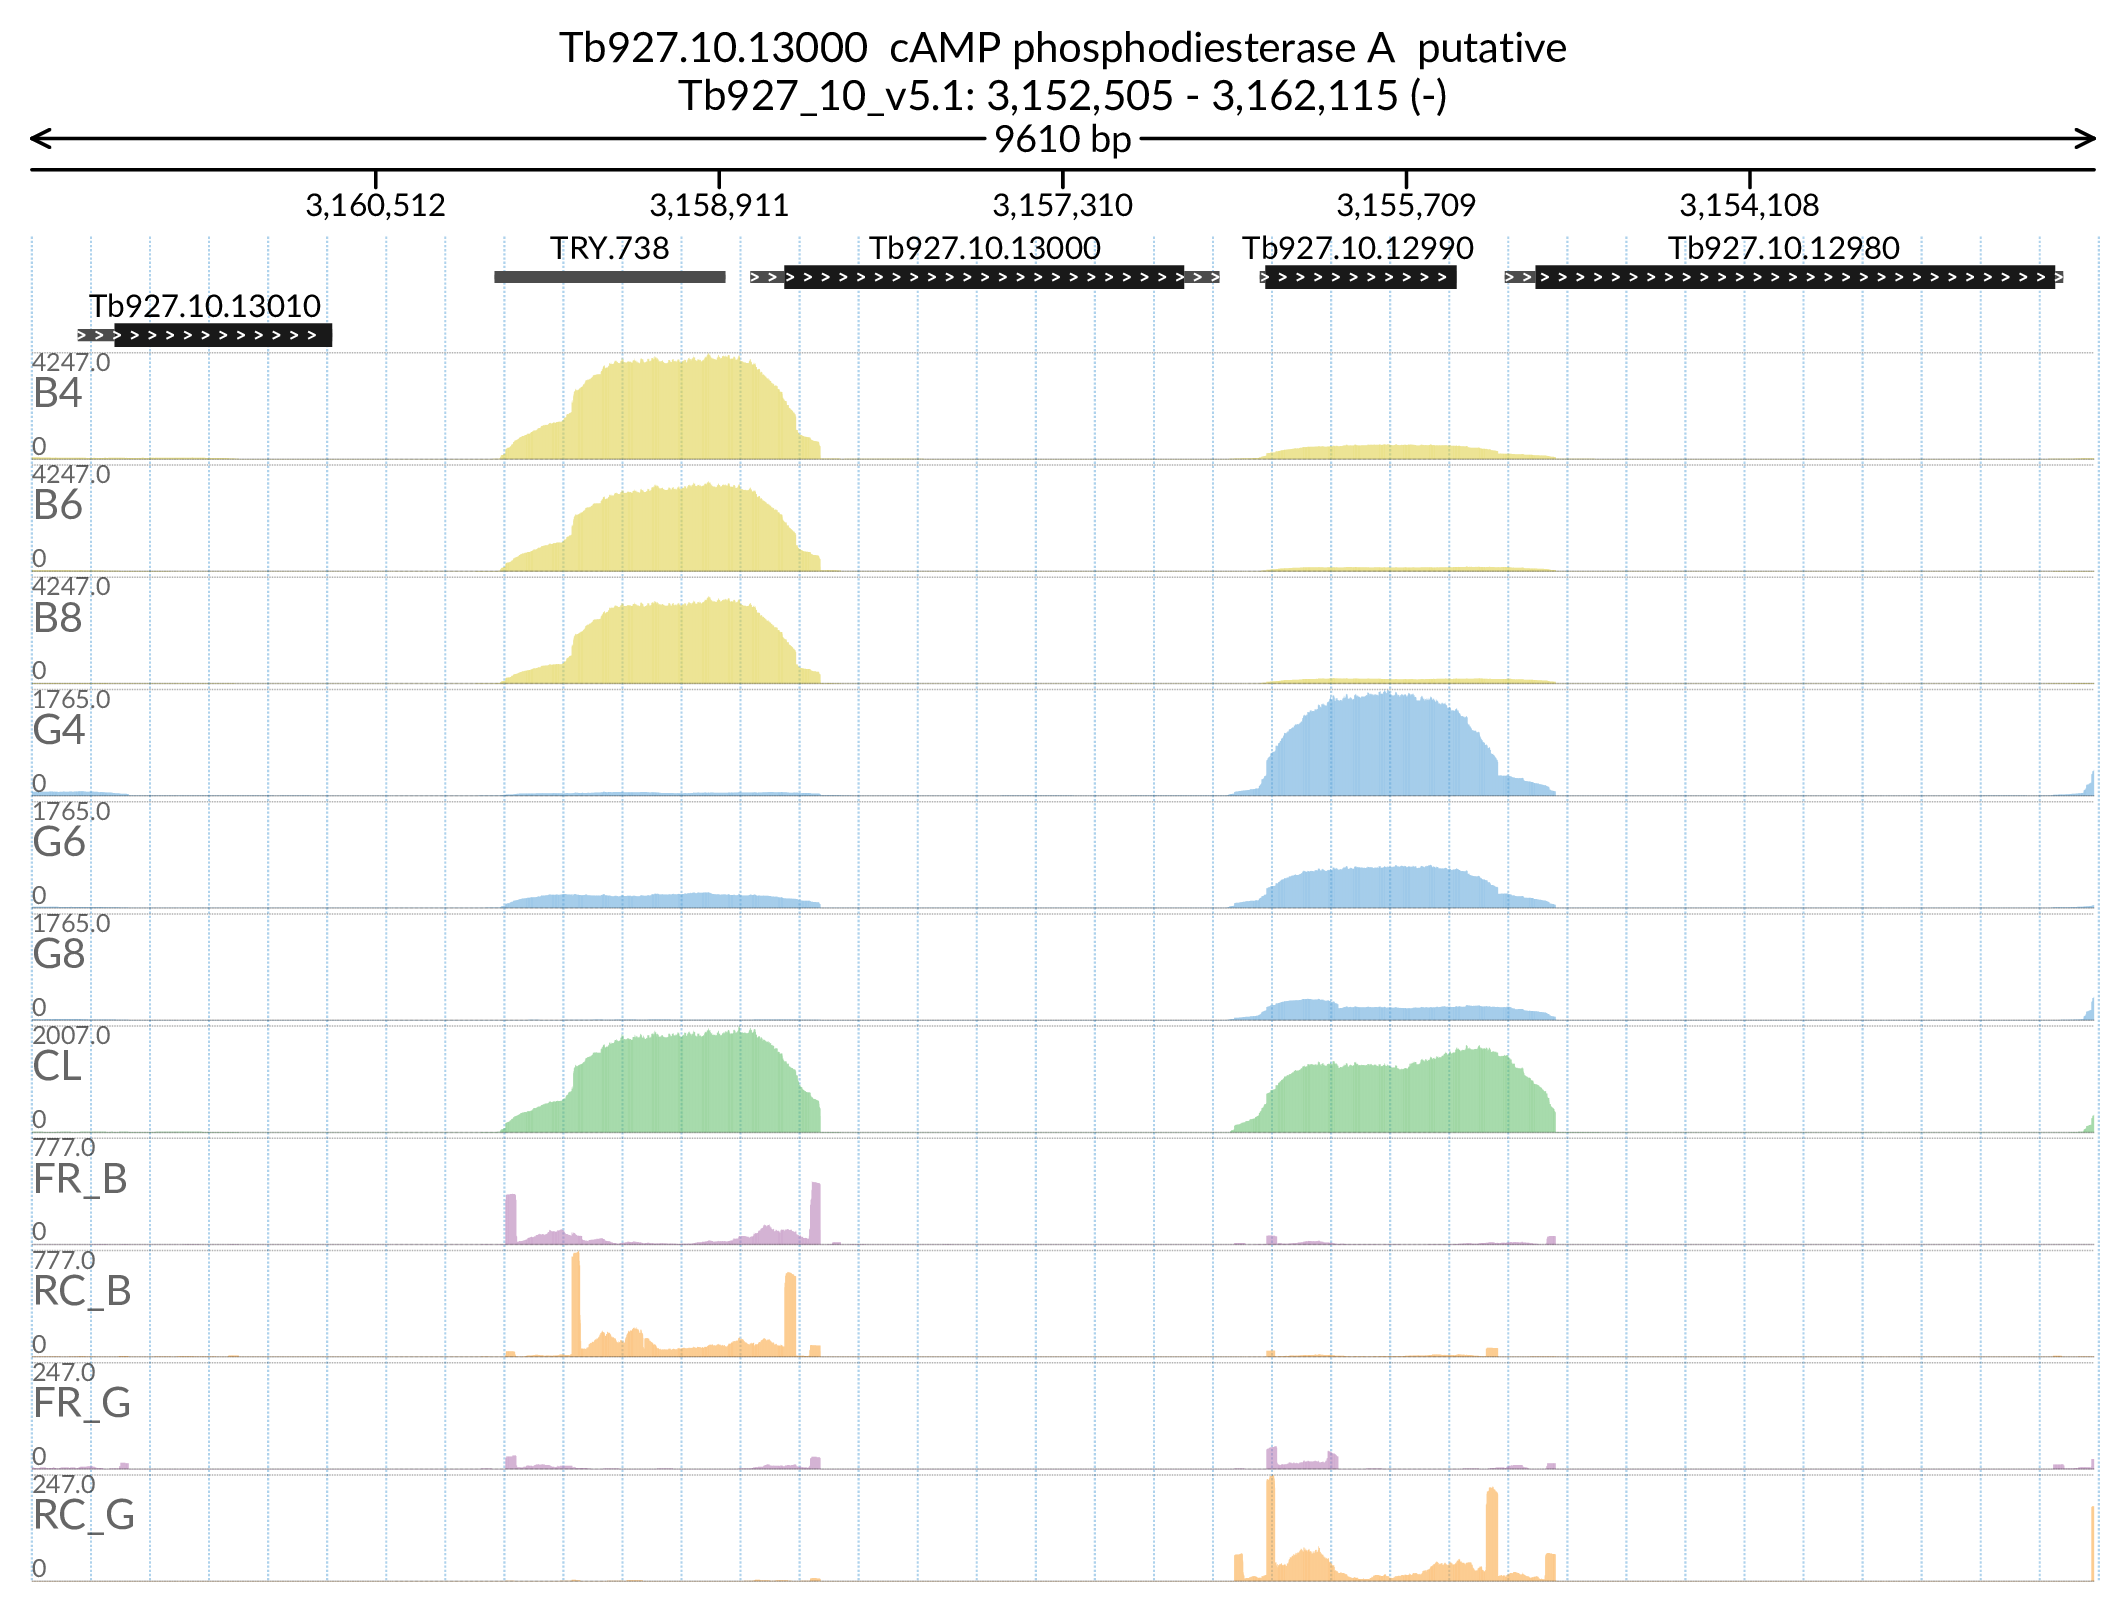 Tb927.10.13000 cAMP phosphodiesterase A putative
Tb927_10_v5.1: 3,152,505 - 3,162,115 (-)
9610 bp
3,160,512 3,158,911 3,157,310 3,155,709 3,154,108
TRY.738 Tb927.10.13000 Tb927.10.12990 Tb927.10.12980
Tb927.10.13010
4247.0
B4
0
4247.0
B6
0
4247.0
B8
0
1765.0
G4
0
1765.0
G6
0
1765.0
G8
0
2007.0
CL
0
777.0
FR_B
0
777.0
RC_B
0
247.0
FR_G
0
247.0
RC_G
0